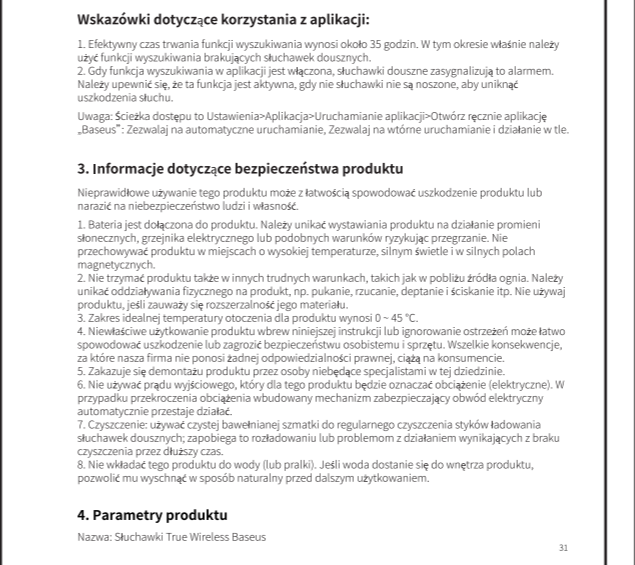 Wskazówki dotyczące korzystania z aplikacji:
1. Efektywny czas trwania funkcji wyszukiwania wynosi około 35 godzin. W tym okresie właśnie należy
użyć funkcji wyszukiwania brakujących słuchawek dousznych.
2. Gdy funkcja wyszukiwania w aplikacji jest włączona, słuchawki douszne zasygnalizują to alarmem.
Należy upewnić się, że ta funkcja jest aktywna, gdy nie słuchawki nie są noszone, aby uniknąć
uszkodzenia słuchu.
Uwaga: Ścieżka dostępu to Ustawienia>Aplikacja>Uruchamianie aplikacji>Otwórz ręcznie aplikację
„Baseus”: Zezwalaj na automatyczne uruchamianie, Zezwalaj na wtórne uruchamianie i działanie w tle.
3. Informacje dotyczące bezpieczeństwa produktu
Nieprawidłowe używanie tego produktu może z łatwością spowodować uszkodzenie produktu lub
narazić na niebezpieczeństwo ludzi i własność.
1. Bateria jest dołączona do produktu. Należy unikać wystawiania produktu na działanie promieni
słonecznych, grzejnika elektrycznego lub podobnych warunków ryzykując przegrzanie. Nie
przechowywać produktu w miejscach o wysokiej temperaturze, silnym świetle i w silnych polach
magnetycznych.
2. Nie trzymać produktu także w innych trudnych warunkach, takich jak w pobliżu źródła ognia. Należy
unikać oddziaływania fizycznego na produkt, np. pukanie, rzucanie, deptanie i ściskanie itp. Nie używaj
produktu, jeśli zauważy się rozszerzalność jego materiału.
3. Zakres idealnej temperatury otoczenia dla produktu wynosi 0 ~ 45 °C.
4. Niewłaściwe użytkowanie produktu wbrew niniejszej instrukcji lub ignorowanie ostrzeżeń może łatwo
spowodować uszkodzenie lub zagrozić bezpieczeństwu osobistemu i sprzętu. Wszelkie konsekwencje,
za które nasza firma nie ponosi żadnej odpowiedzialności prawnej, ciążą na konsumencie.
5. Zakazuje się demontażu produktu przez osoby niebędące specjalistami w tej dziedzinie.
6. Nie używać prądu wyjściowego, który dla tego produktu będzie oznaczać obciążenie (elektryczne). W
przypadku przekroczenia obciążenia wbudowany mechanizm zabezpieczający obwód elektryczny
automatycznie przestaje działać.
7. Czyszczenie: używać czystej bawełnianej szmatki do regularnego czyszczenia styków ładowania
słuchawek dousznych; zapobiega to rozładowaniu lub problemom z działaniem wynikających z braku
czyszczenia przez dłuższy czas.
8. Nie wkładać tego produktu do wody (lub pralki). Jeśli woda dostanie się do wnętrza produktu,
pozwolić mu wyschnąć w sposób naturalny przed dalszym użytkowaniem.
4. Parametry produktu
Nazwa: Słuchawki True Wireless Baseus
31